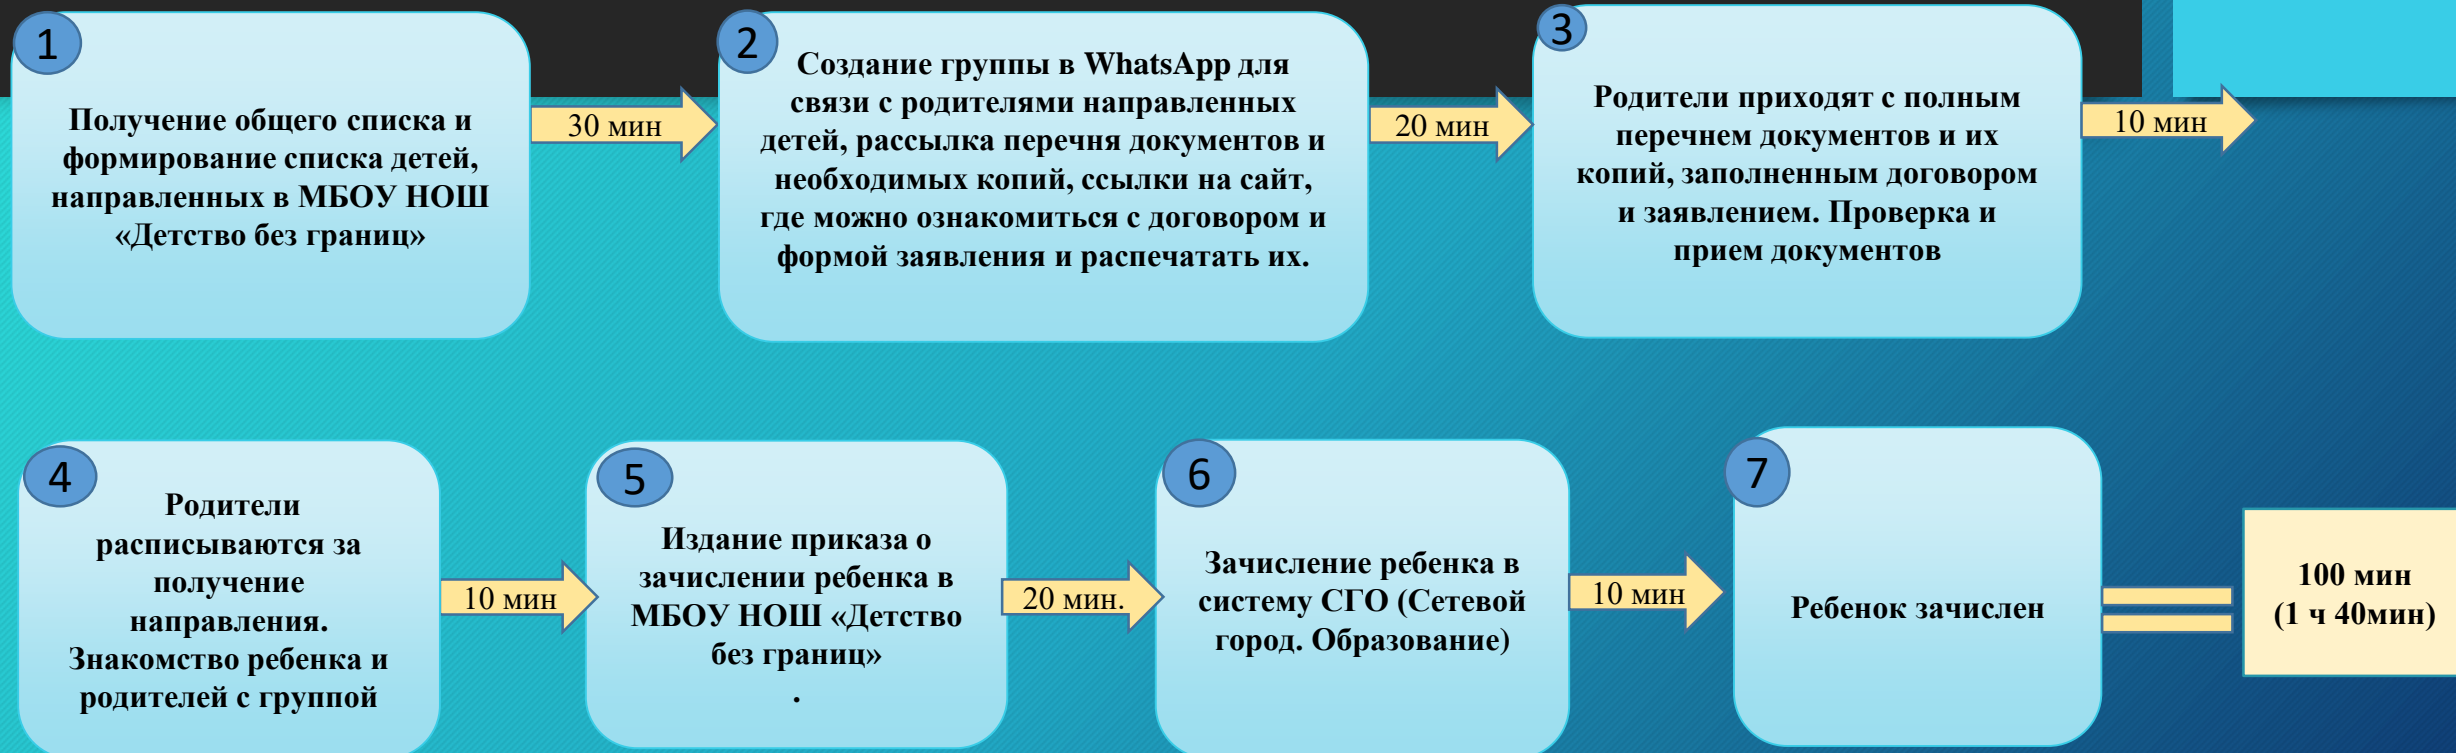 1
Получение общего списка и
формирование списка детей,
направленных в МБОУ НОШ
«Детство без границ»
30 мин
2
Создание группы в WhatsApp для
связи с родителями направленных
детей, рассылка перечня документов и
необходимых копий, ссылки на сайт,
где можно ознакомиться с договором и
формой заявления и распечатать их.
20 мин
3
Родители приходят с полным
перечнем документов и их
копий, заполненным договором
и заявлением. Проверка и
прием документов
10 мин
4
Родители
расписываются за
получение
направления.
Знакомство ребенка и
родителей с группой
10 мин
5
Издание приказа о
зачислении ребенка в
МБОУ НОШ «Детство
без границ»
.
20 мин.
6
Зачисление ребенка в
систему СГО (Сетевой
город. Образование)
10 мин
7
Ребенок зачислен
100 мин
(1 ч 40мин)